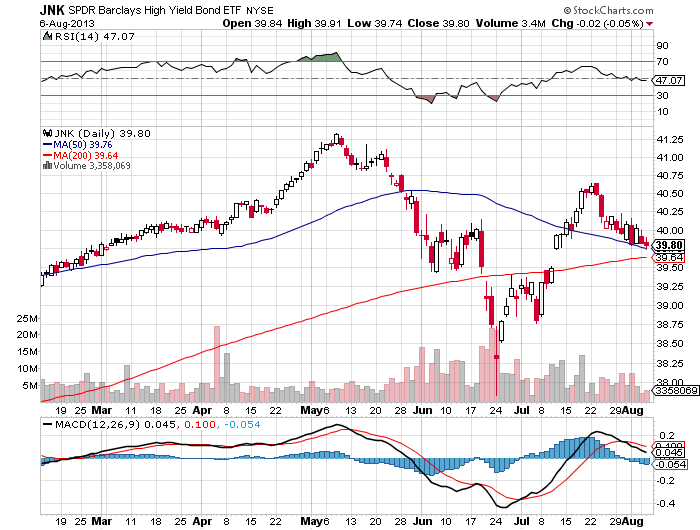 JNK SPDR Barclays High Yield Bond ETF NYSE © StockCharts.com
6-Aug-2013 Open 39.84 High 39.91 Low 39.74 Close 39.80 Volume 3.4M Chg -0.02 (-0.05%)
RSI(14) 47.07
90
70
50
47.07
30
10
JNK (Daily) 39.80
MA(50) 39.76
MA(200) 39.64
Volume 3,358,069
41.25
41.00
40.75
40.50
40.25
40.00
39.80
39.64
39.50
39.25
39.00
38.75
38.50
38.25
38.00
25M
20M
15M
10M
5M
3358069
19 25 Mar 11 18 25 Apr 8 15 22 May 6 13 20 28 Jun 10 17 24 Jul 8 15 22 29 Aug
MACD(12,26,9) 0.045, 0.100, -0.054
0.2
0.100
0.045
-0.054
-0.2
-0.4
19 25 Mar 11 18 25 Apr 8 15 22 May 6 13 20 28 Jun 10 17 24 Jul 8 15 22 29 Aug